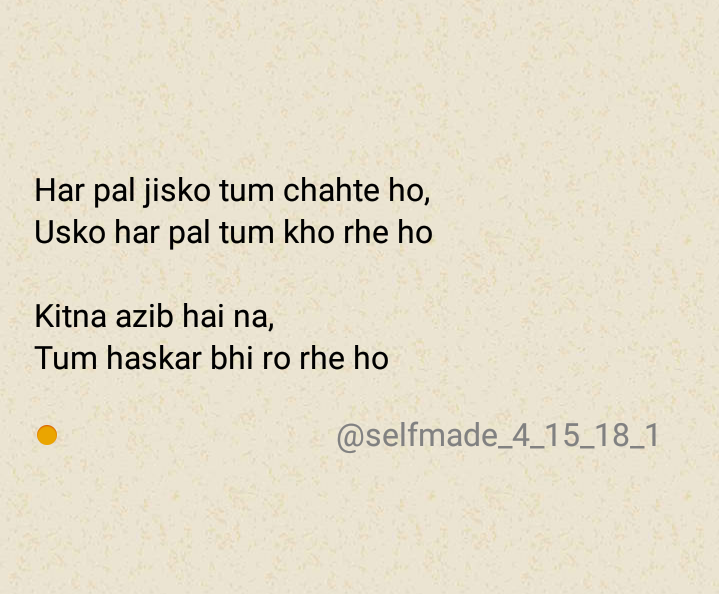 Har pal jisko tum chahte ho,
Usko har pal tum kho rhe ho
Kitna azib hai na,
Tum haskar bhi ro rhe ho
@selfmade_4_15_18_1